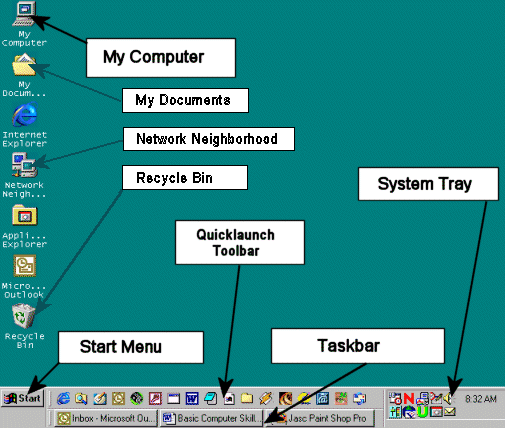 My
Computer
My Computer
My
Docum...
My Documents
Internet
Explorer
Network Neighborhood
Network
Neigh...
Recycle Bin
System Tray
Appli...
Explorer
Quicklaunch
Toolbar
Micro...
Outlook
Recycle
Bin
Start Menu
Taskbar
Start
8:32 AM
Inbox - Microsoft Ou...
Basic Computer Skill...
Jasc Paint Shop Pro